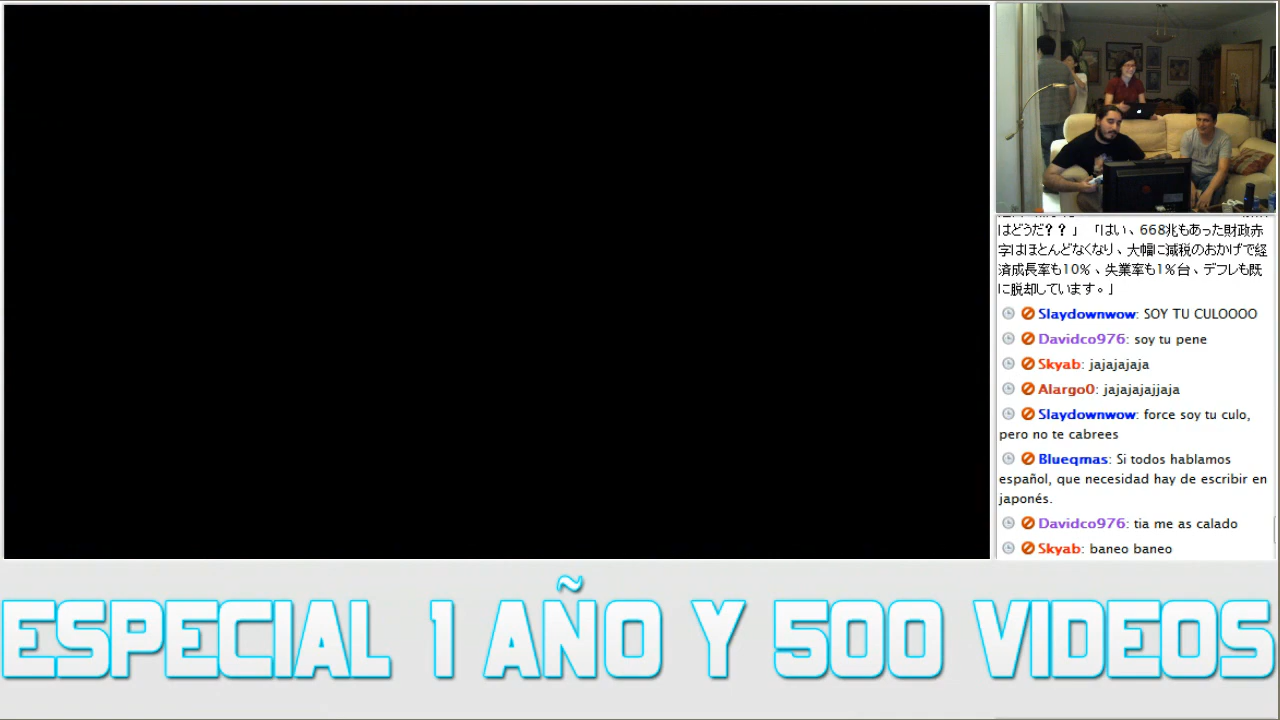 はどうだ？？」 「はい、668兆もあった財政赤
字はほとんどなくなり、大幅に減税のおかげで経
済成長率も10%、失業率も1%台、デフレも既
に脱却しています。」
Slaydownwow: SOY TU CULOOOO
Davidco976: soy tu pene
Skyab: jajajajaja
Alargo0: jajajajajjaja
Slaydownwow: force soy tu culo,
pero no te cabrees
Blueqmas: Si todos hablamos
español, que necesidad hay de escribir en
japonés.
Davidco976: tia me as calado
Skyab: baneo baneo
ESPECIAL 1 AÑO Y 500 VIDEOS